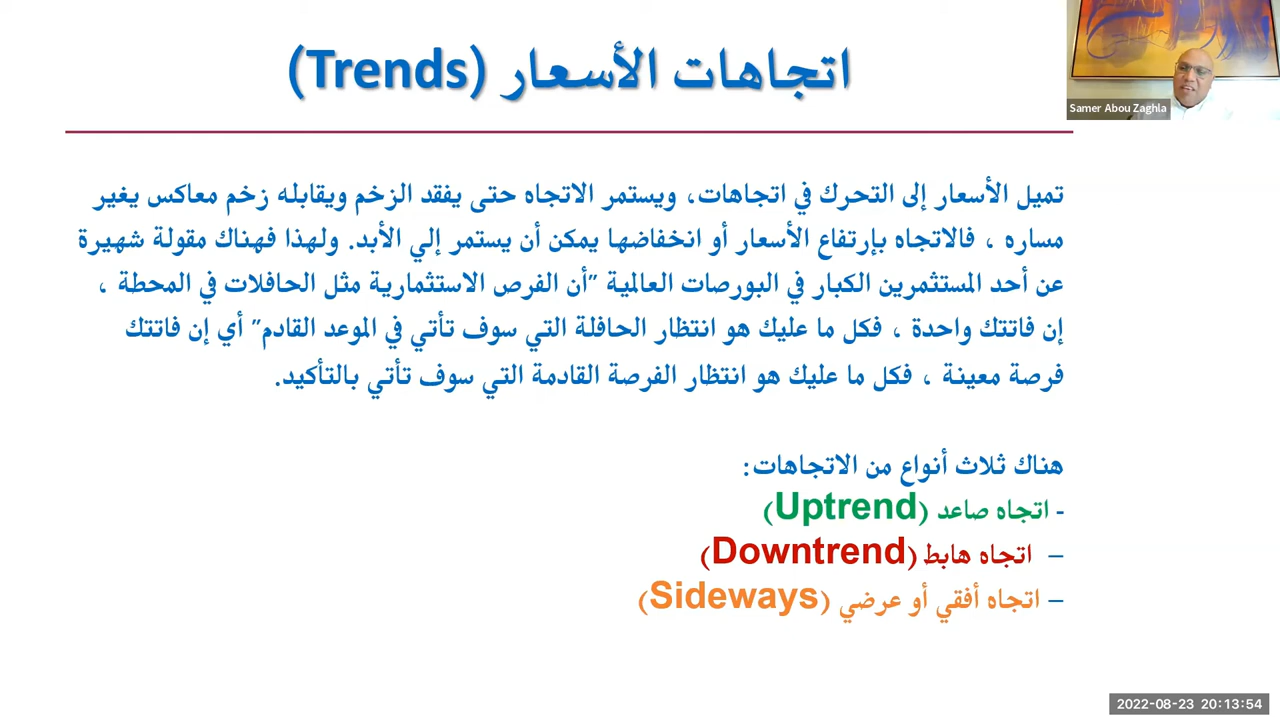 اتجاهات الأسعار (Trends)
Samer Abou Zaghla
تميل الأسعار إلى التحرك في اتجاهات، ويستمر الاتجاه حتى يفقد الزخم ويقابله زخم معاكس يغير
مساره ، فالاتجاه بإرتفاع الأسعار أو انخفاضها يمكن أن يستمر إلي الأبد. ولهذا فهناك مقولة شهيرة
عن أحد المستثمرين الكبار في البورصات العالمية "أن الفرص الاستثمارية مثل الحافلات في المحطة ،
إن فاتتك واحدة ، فكل ما عليك هو انتظار الحافلة التي سوف تأتي في الموعد القادم" أي إن فاتتك
فرصة معينة ، فكل ما عليك هو انتظار الفرصة القادمة التي سوف تأتي بالتأكيد.
هناك ثلاث أنواع من الاتجاهات:
- اتجاه صاعد (Uptrend)
– اتجاه هابط (Downtrend)
– اتجاه أفقي أو عرضي (Sideways)
2022-08-23 20:13:54